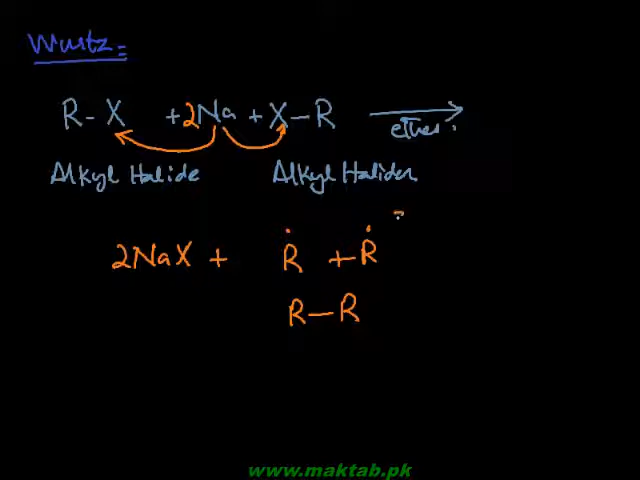 Wurtz =
R-X + 2Na + X-R
ether.
Alkyl Halide Alkyl Halides
2NaX + Ṙ + Ṙ
R-R
www.maktab.pk